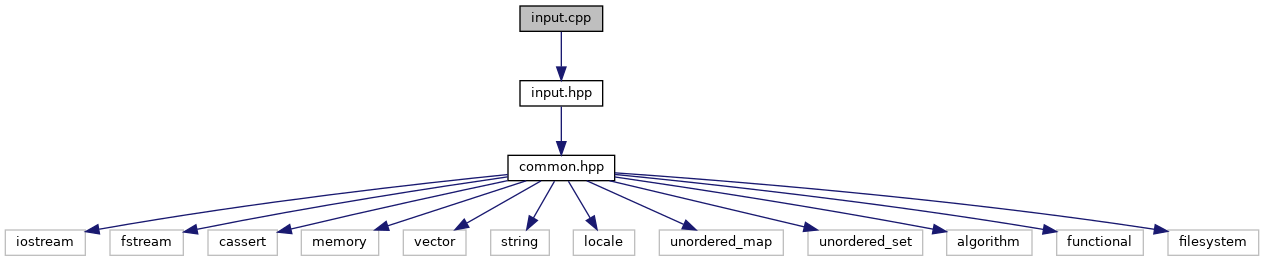 input.cpp
input.hpp
common.hpp
iostream
fstream
cassert
memory
vector
string
locale
unordered_map
unordered_set
algorithm
functional
filesystem